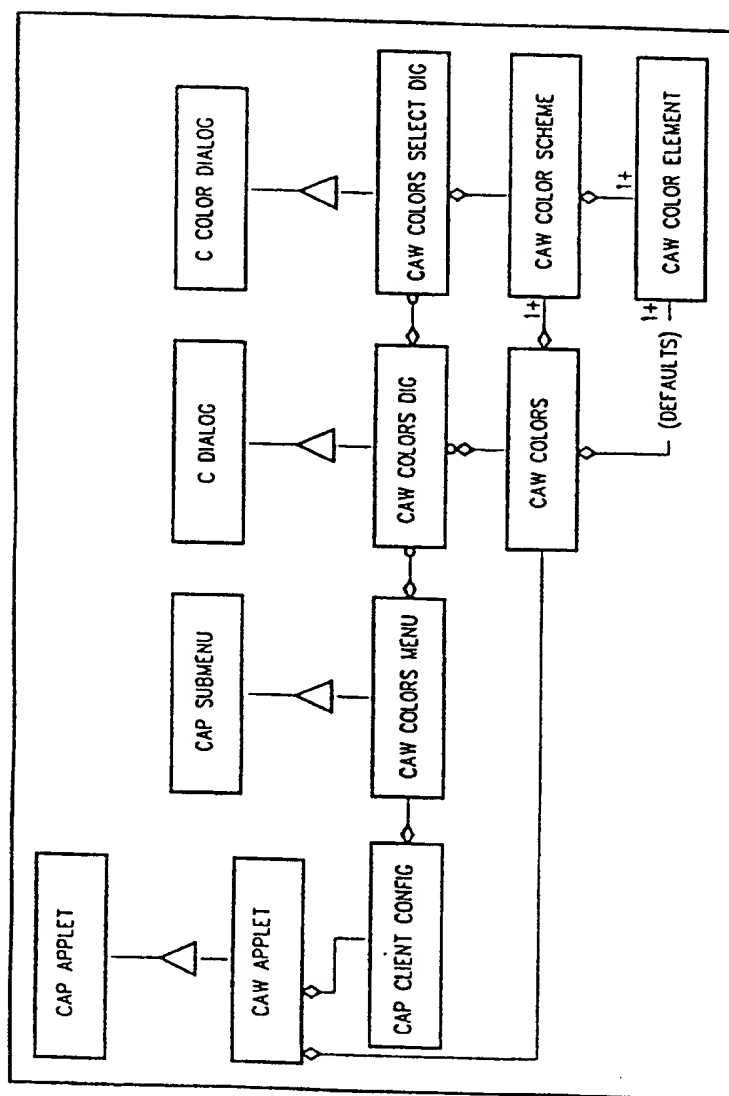 CAP APPLET
CAP SUBMENU
C DIALOG
C COLOR DIALOG
CAW APPLET
CAP CLIENT CONFIG
CAW COLORS MENU
CAW COLORS DIG
CAW COLORS SELECT DIG
CAW COLORS
1+
CAW COLOR SCHEME
1+
(DEFAULTS)
1+
CAW COLOR ELEMENT